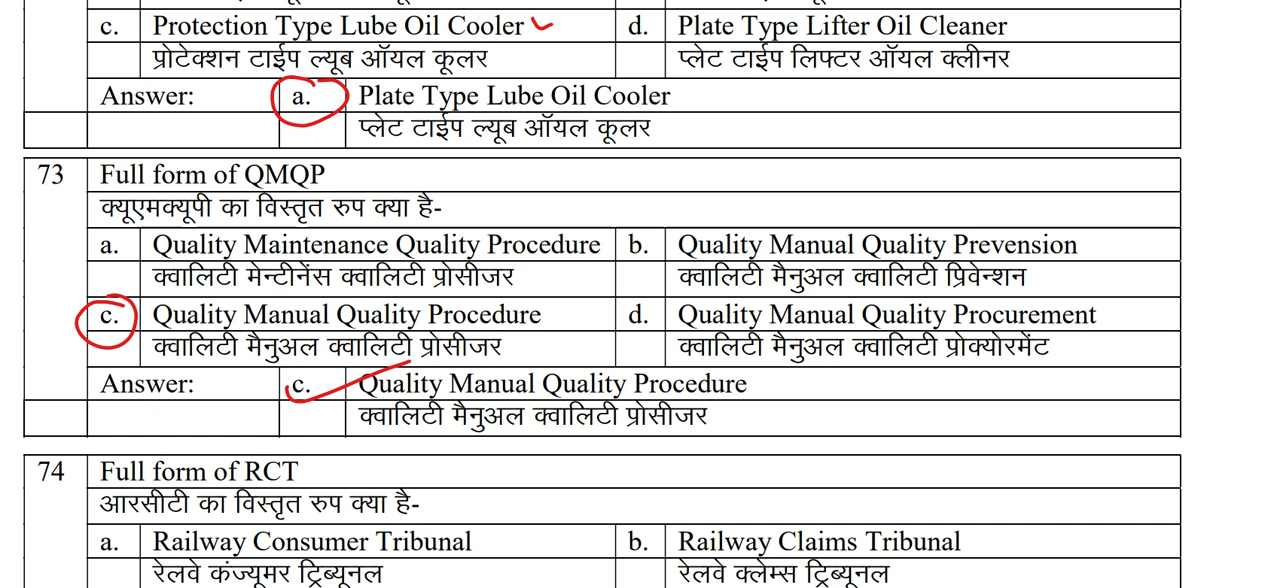 c. Protection Type Lube Oil Cooler d. Plate Type Lifter Oil Cleaner
प्रोटेक्शन टाईप ल्यूब ऑयल कूलर प्लेट टाईप लिफ्टर ऑयल क्लीनर
Answer: a. Plate Type Lube Oil Cooler
प्लेट टाईप ल्यूब ऑयल कूलर
73 Full form of QMQP
क्यूएमक्यूपी का विस्तृत रुप क्या है-
a. Quality Maintenance Quality Procedure b. Quality Manual Quality Prevension
क्वालिटी मेन्टीनेंस क्वालिटी प्रोसीजर क्वालिटी मैनुअल क्वालिटी प्रिवेन्शन
c. Quality Manual Quality Procedure d. Quality Manual Quality Procurement
क्वालिटी मैनुअल क्वालिटी प्रोसीजर क्वालिटी मैनुअल क्वालिटी प्रोक्योरमेंट
Answer: c. Quality Manual Quality Procedure
क्वालिटी मैनुअल क्वालिटी प्रोसीजर
74 Full form of RCT
आरसीटी का विस्तृत रुप क्या है-
a. Railway Consumer Tribunal b. Railway Claims Tribunal
रेलवे कंज्यूमर ट्रिब्यूनल रेलवे क्लेम्स ट्रिब्यूनल